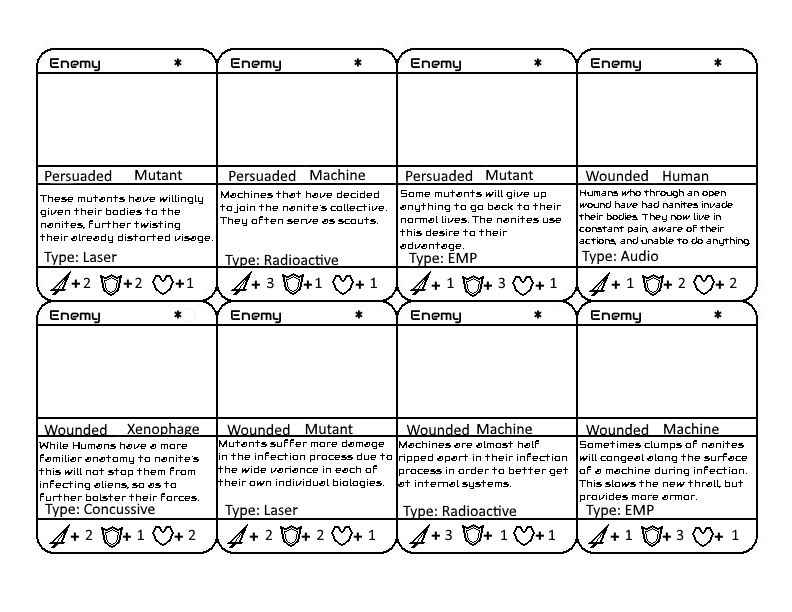 Enemy *
Persuaded Mutant
These mutants have willingly
given their bodies to the
nanites, further twisting
their already distorted visage.
Type: Laser
+2 +2 +1
Enemy *
Persuaded Machine
Machines that have decided
to join the nanite's collective.
They often serve as scouts.
Type: Radioactive
+ 3 +1 + 1
Enemy *
Persuaded Mutant
Some mutants will give up
anything to go back to their
normal lives. The nanites use
this desire to their
advantage.
Type: EMP
+ 1 + 3 + 1
Enemy *
Wounded Human
Humans who through an open
wound have had nanites invade
their bodies. They now live in
constant pain, aware of their
actions, and unable to do anything.
Type: Audio
+ 1 + 2 + 2
Enemy *
Wounded Xenophage
While Humans have a more
familiar anatomy to nanite's
this will not stop them from
infecting aliens, so as to
further bolster their forces.
Type: Concussive
+ 2 + 1 + 2
Enemy *
Wounded Mutant
Mutants suffer more damage
in the infection process due to
the wide variance in each of
their own individual biologies.
Type: Laser
+ 2 + 2 + 1
Enemy *
Wounded Machine
Machines are almost half
ripped apart in their infection
process in order to better get
at internal systems.
Type: Radioactive
+ 3 + 1 +1
Enemy *
Wounded Machine
Sometimes clumps of nanites
will congeal along the surface
of a machine during infection.
This slows the new thrall, but
provides more armor.
Type: EMP
+ 1 + 3 + 1